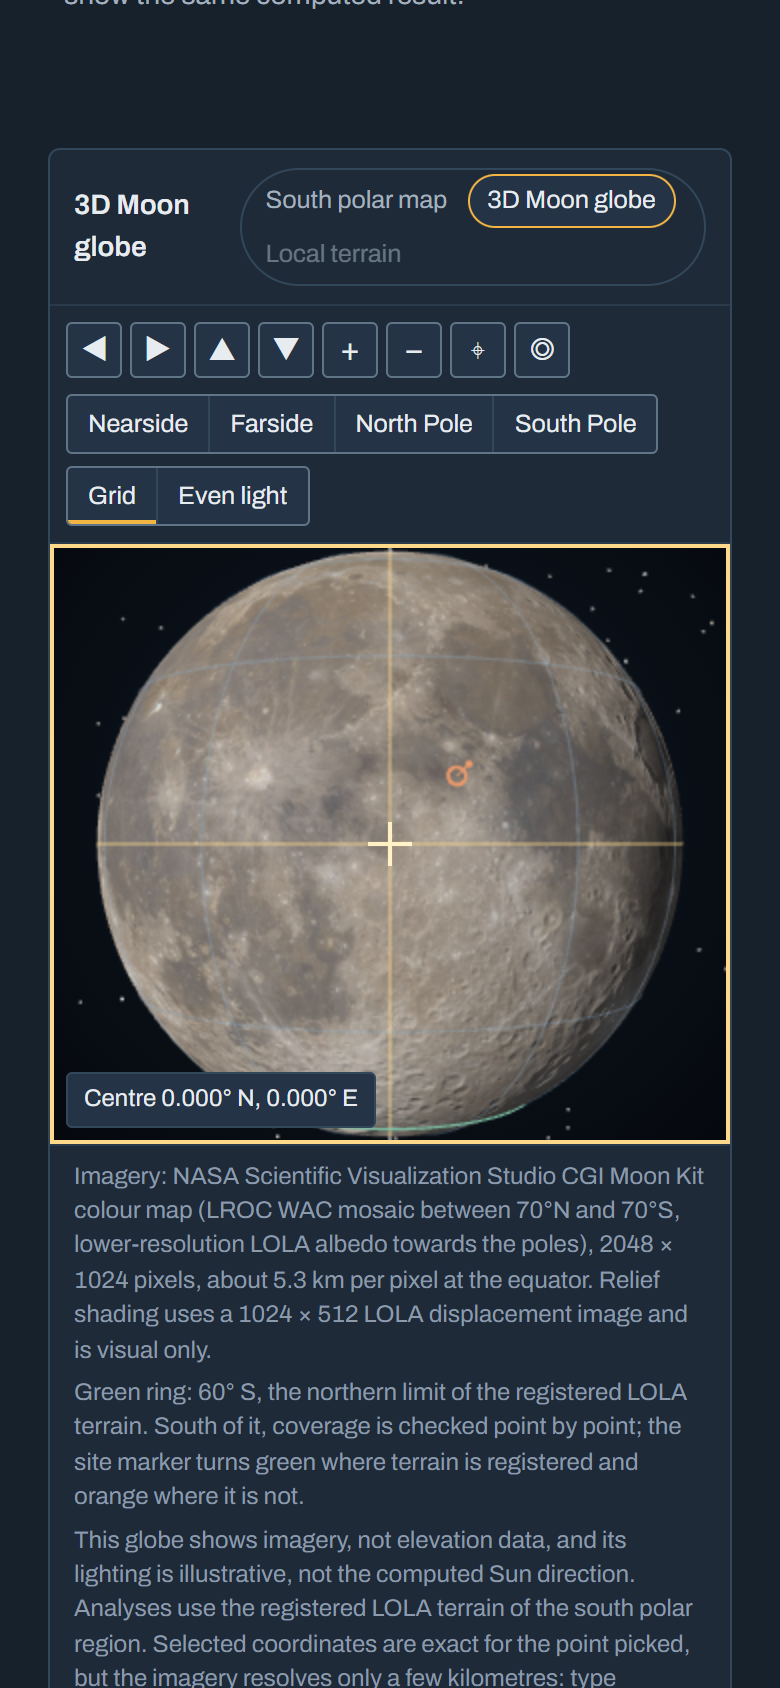 show the same computed result.
3D Moon
globe
South polar map
3D Moon globe
Local terrain
+
−
Nearside
Farside
North Pole
South Pole
Grid
Even light
Centre 0.000° N, 0.000° E
Imagery: NASA Scientific Visualization Studio CGI Moon Kit
colour map (LROC WAC mosaic between 70°N and 70°S,
lower-resolution LOLA albedo towards the poles), 2048 ×
1024 pixels, about 5.3 km per pixel at the equator. Relief
shading uses a 1024 × 512 LOLA displacement image and
is visual only.
Green ring: 60° S, the northern limit of the registered LOLA
terrain. South of it, coverage is checked point by point; the
site marker turns green where terrain is registered and
orange where it is not.
This globe shows imagery, not elevation data, and its
lighting is illustrative, not the computed Sun direction.
Analyses use the registered LOLA terrain of the south polar
region. Selected coordinates are exact for the point picked,
but the imagery resolves only a few kilometres: type